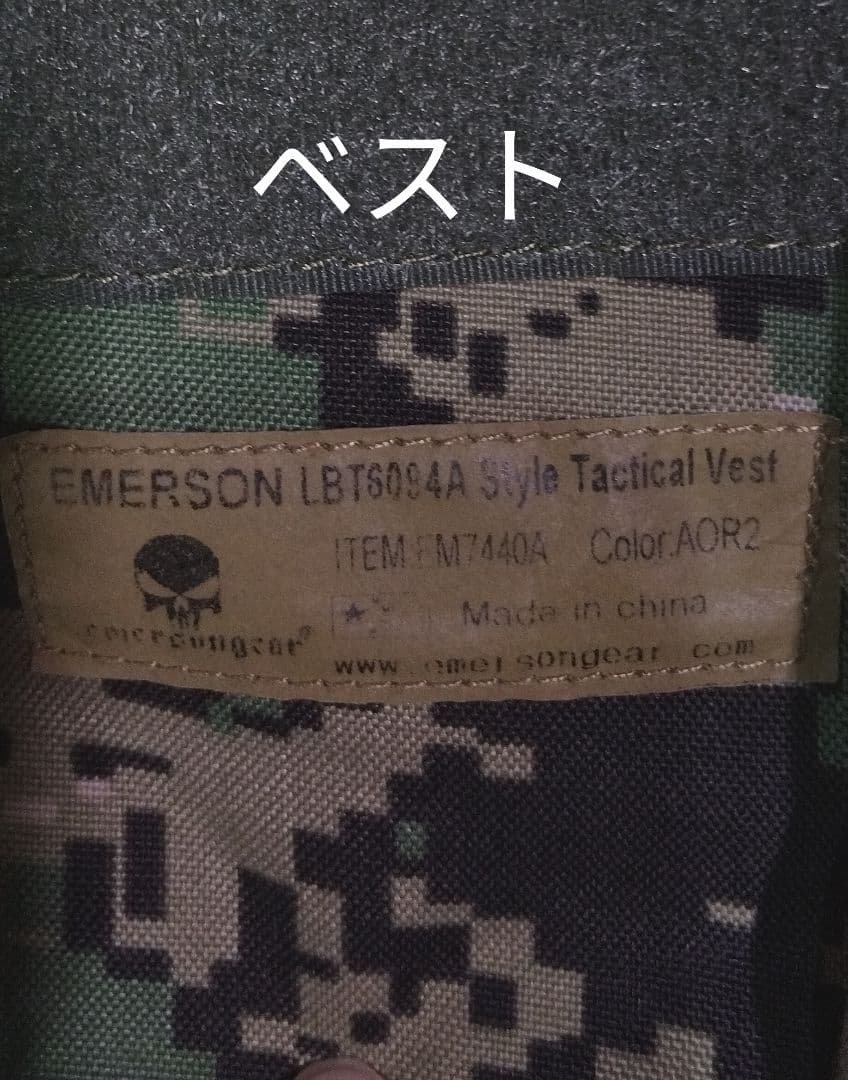 ベスト
EMERSON LBT6094A Style Tactical Vest
ITEM:EM7440A Color:AOR2
Made in china
emersongear®
www.emersongear.com